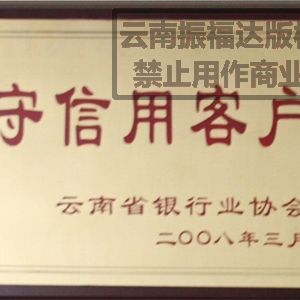 云南振福达版
禁止用作商业
守信用客户
云南省银行业协会
二〇〇八年三月